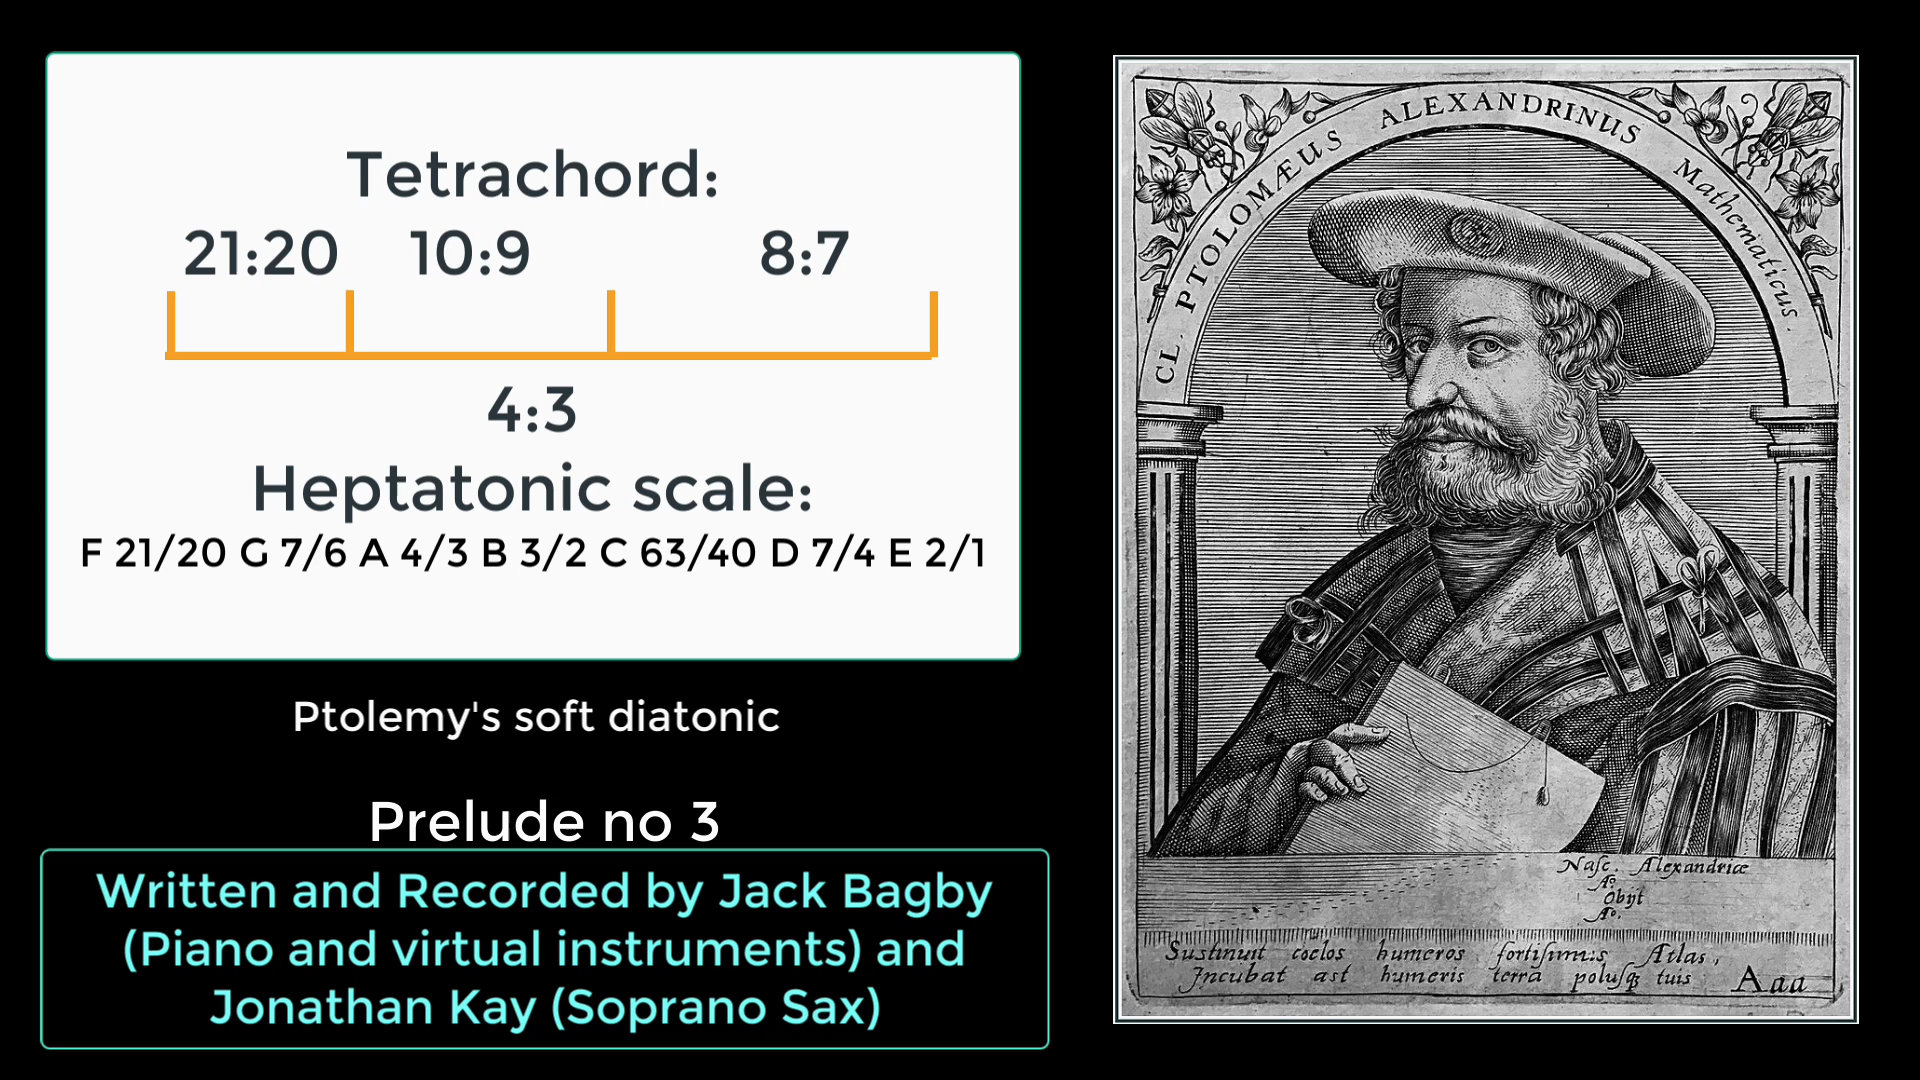 Tetrachord:
21:20 10:9 8:7
4:3
Heptatonic scale:
F 21/20 G 7/6 A 4/3 B 3/2 C 63/40 D 7/4 E 2/1
Ptolemy's soft diatonic
Prelude no 3
Written and Recorded by Jack Bagby
(Piano and virtual instruments) and
Jonathan Kay (Soprano Sax)
CL. PTOLOMÆUS ALEXANDRINUS Mathematicus.
Nasc. Alexandriæ
Aº.
Obijt
Aº.
Sustinuit coelos humeros fortissimus Atlas,
Incubat ast humeris terra polusq tuis Aaa